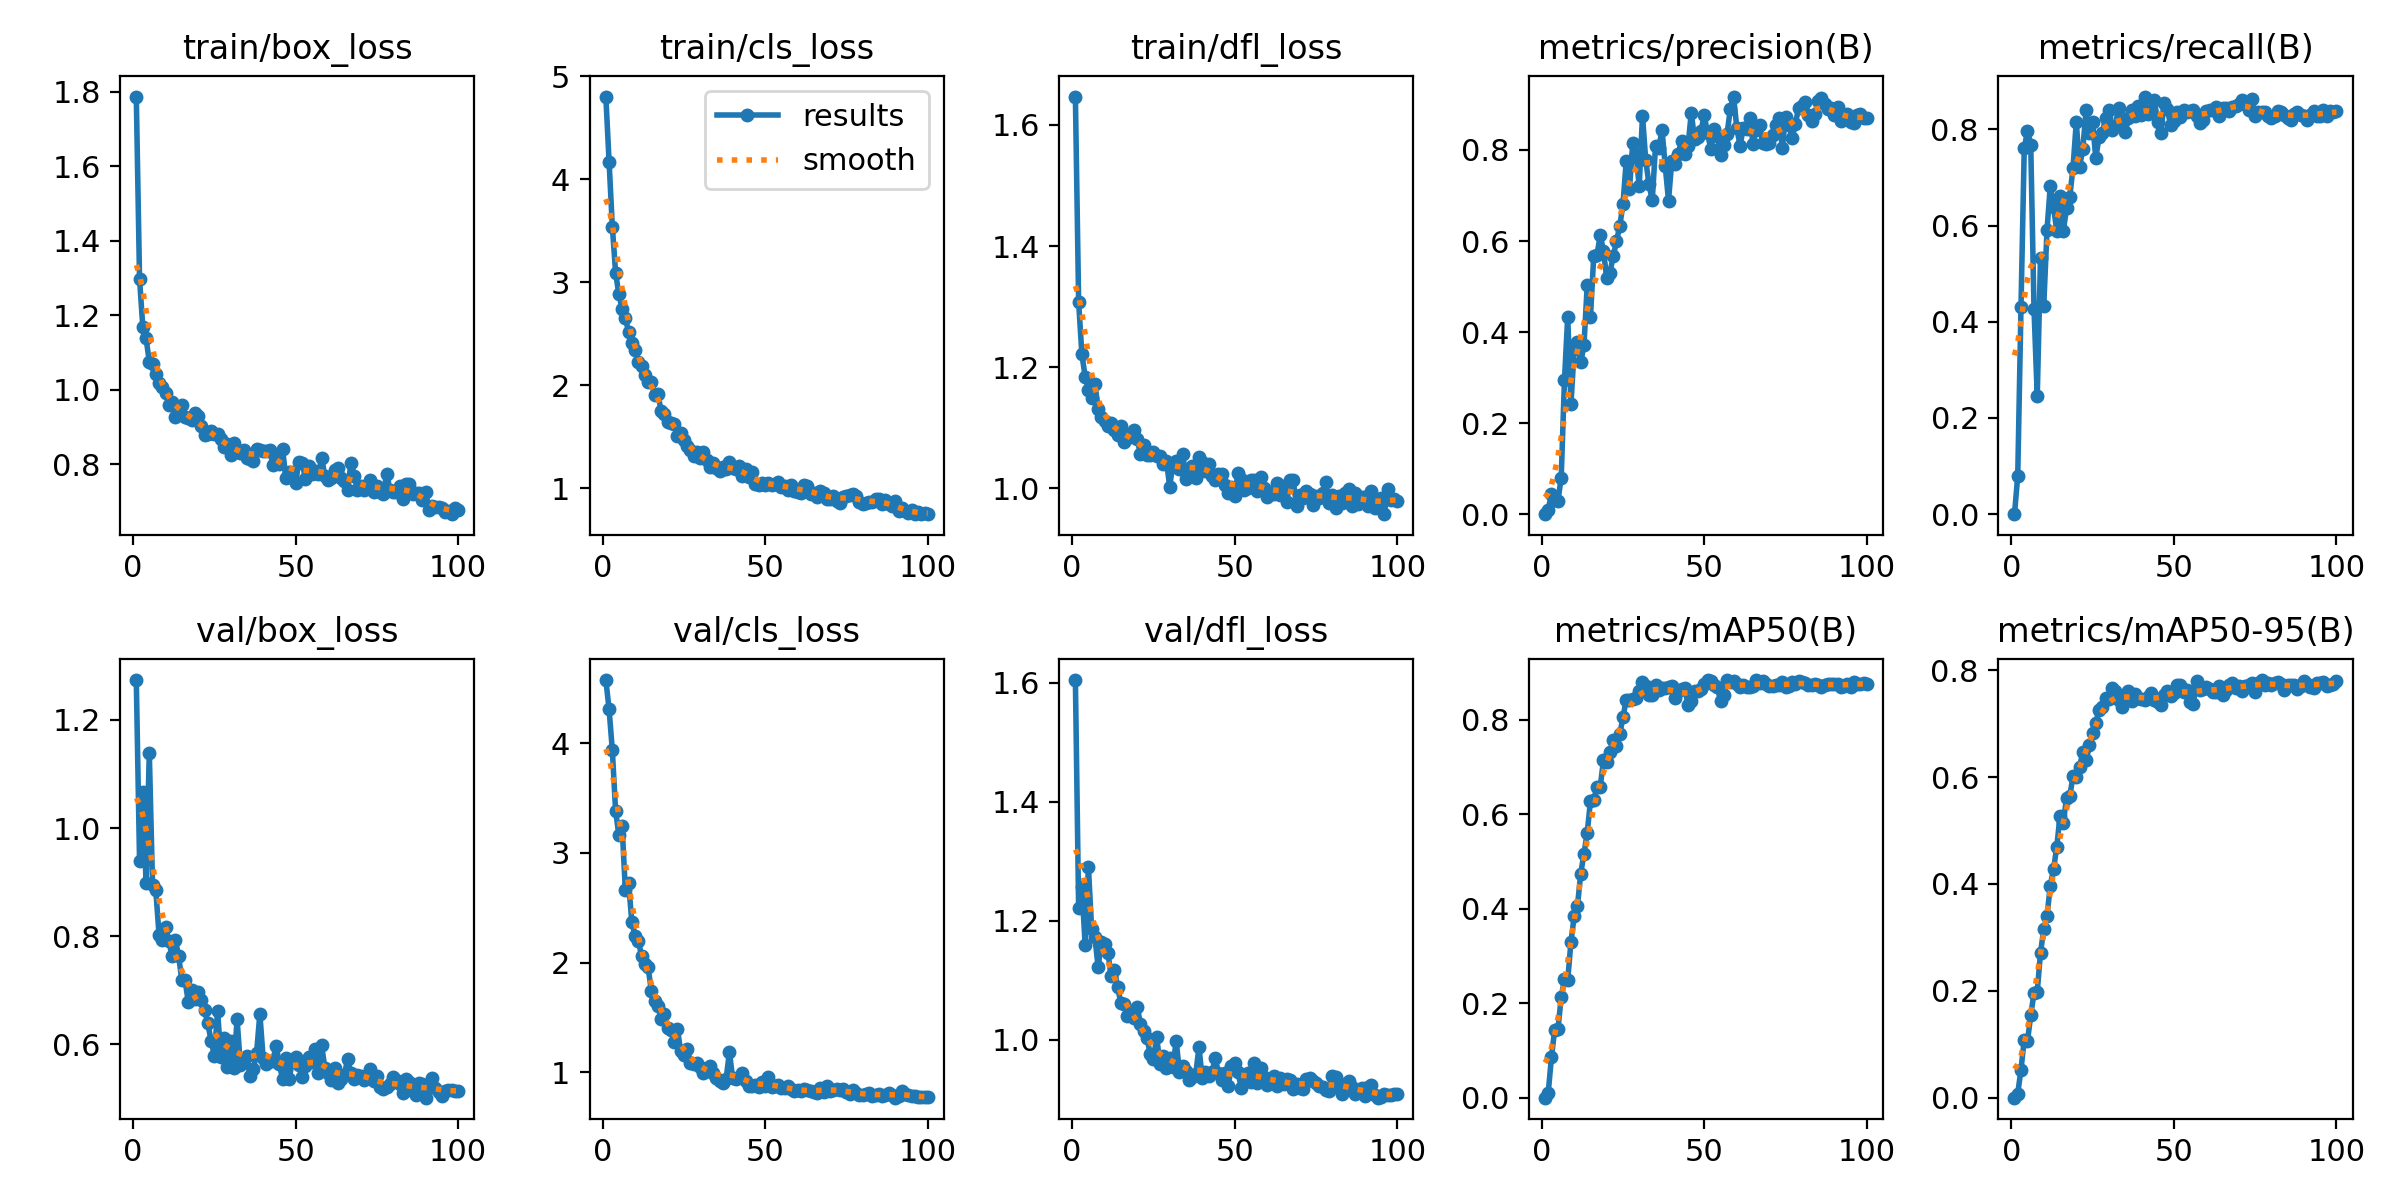 train/box_loss
1.8
1.6
1.4
1.2
1.0
0.8
0 50 100
train/cls_loss
results
smooth
5
4
3
2
1
0 50 100
train/dfl_loss
1.6
1.4
1.2
1.0
0 50 100
metrics/precision(B)
0.8
0.6
0.4
0.2
0.0
0 50 100
metrics/recall(B)
0.8
0.6
0.4
0.2
0.0
0 50 100
val/box_loss
1.2
1.0
0.8
0.6
0 50 100
val/cls_loss
4
3
2
1
0 50 100
val/dfl_loss
1.6
1.4
1.2
1.0
0 50 100
metrics/mAP50(B)
0.8
0.6
0.4
0.2
0.0
0 50 100
metrics/mAP50-95(B)
0.8
0.6
0.4
0.2
0.0
0 50 100